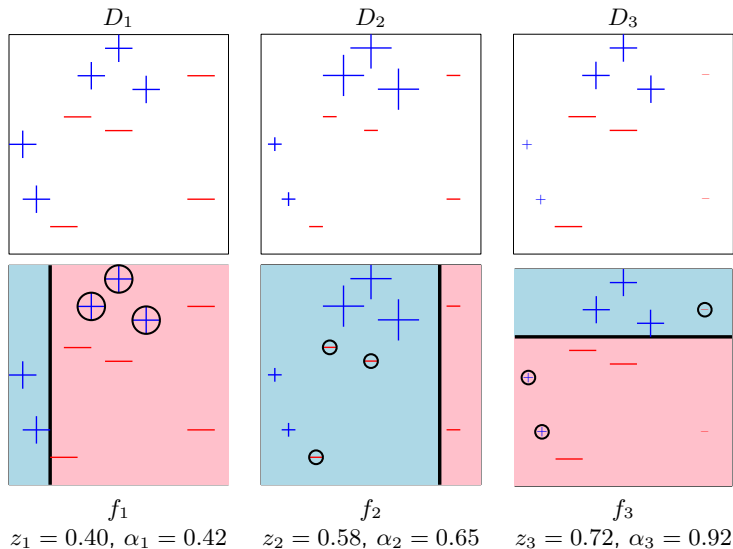 D₁ D₂ D₃
f₁ f₂ f₃
z₁ = 0.40, α₁ = 0.42 z₂ = 0.58, α₂ = 0.65 z₃ = 0.72, α₃ = 0.92